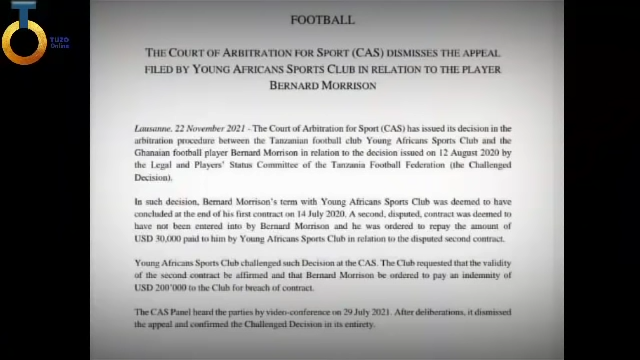 TUZO
Online
FOOTBALL
THE COURT OF ARBITRATION FOR SPORT (CAS) DISMISSES THE APPEAL
FILED BY YOUNG AFRICANS SPORTS CLUB IN RELATION TO THE PLAYER
BERNARD MORRISON
Lausanne, 22 November 2021 - The Court of Arbitration for Sport (CAS) has issued its decision in the
arbitration procedure between the Tanzanian football club Young Africans Sports Club and the
Ghanaian football player Bernard Morrison in relation to the decision issued on 12 August 2020 by
the Legal and Players' Status Committee of the Tanzania Football Federation (the Challenged
Decision).
In such decision, Bernard Morrison's term with Young Africans Sports Club was deemed to have
concluded at the end of his first contract on 14 July 2020. A second, disputed, contract was deemed to
have not been entered into by Bernard Morrison and he was ordered to repay the amount of
USD 30,000 paid to him by Young Africans Sports Club in relation to the disputed second contract.
Young Africans Sports Club challenged such Decision at the CAS. The Club requested that the validity
of the second contract be affirmed and that Bernard Morrison be ordered to pay an indemnity of
USD 200'000 to the Club for breach of contract.
The CAS Panel heard the parties by video-conference on 29 July 2021. After deliberations, it dismissed
the appeal and confirmed the Challenged Decision in its entirety.